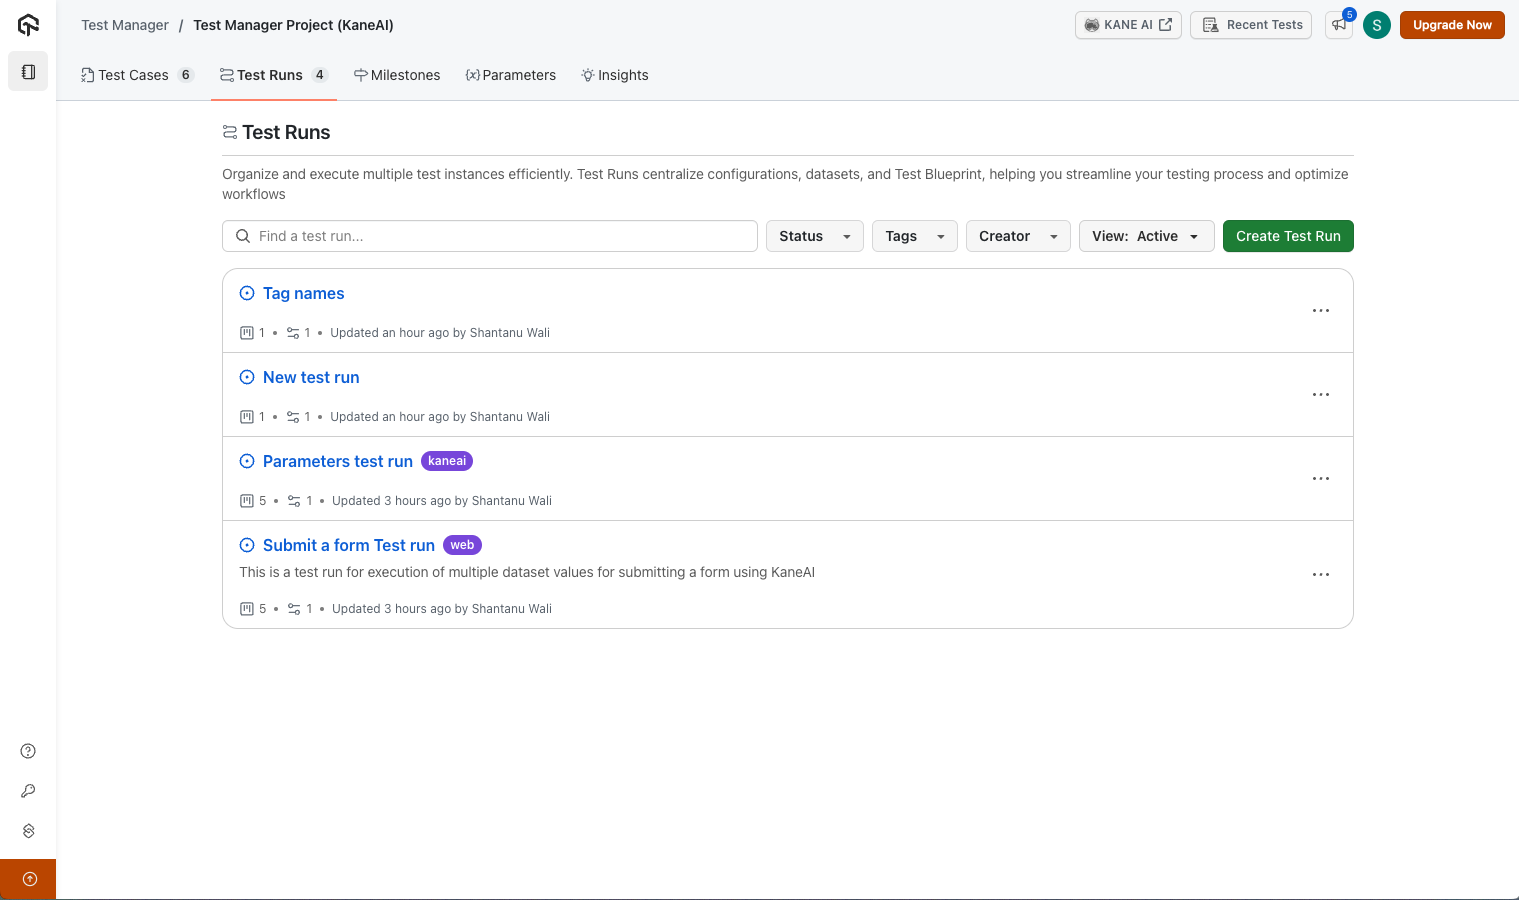 Test Manager / Test Manager Project (KaneAI)
KANE AI
Recent Tests
5
S
Upgrade Now
Test Cases 6
Test Runs 4
Milestones
{x} Parameters
Insights
Test Runs
Organize and execute multiple test instances efficiently. Test Runs centralize configurations, datasets, and Test Blueprint, helping you streamline your testing process and optimize
workflows
Find a test run...
Status
Tags
Creator
View: Active
Create Test Run
Tag names
1 • 1 • Updated an hour ago by Shantanu Wali
New test run
1 • 1 • Updated an hour ago by Shantanu Wali
Parameters test run kaneai
5 • 1 • Updated 3 hours ago by Shantanu Wali
Submit a form Test run web
This is a test run for execution of multiple dataset values for submitting a form using KaneAI
5 • 1 • Updated 3 hours ago by Shantanu Wali